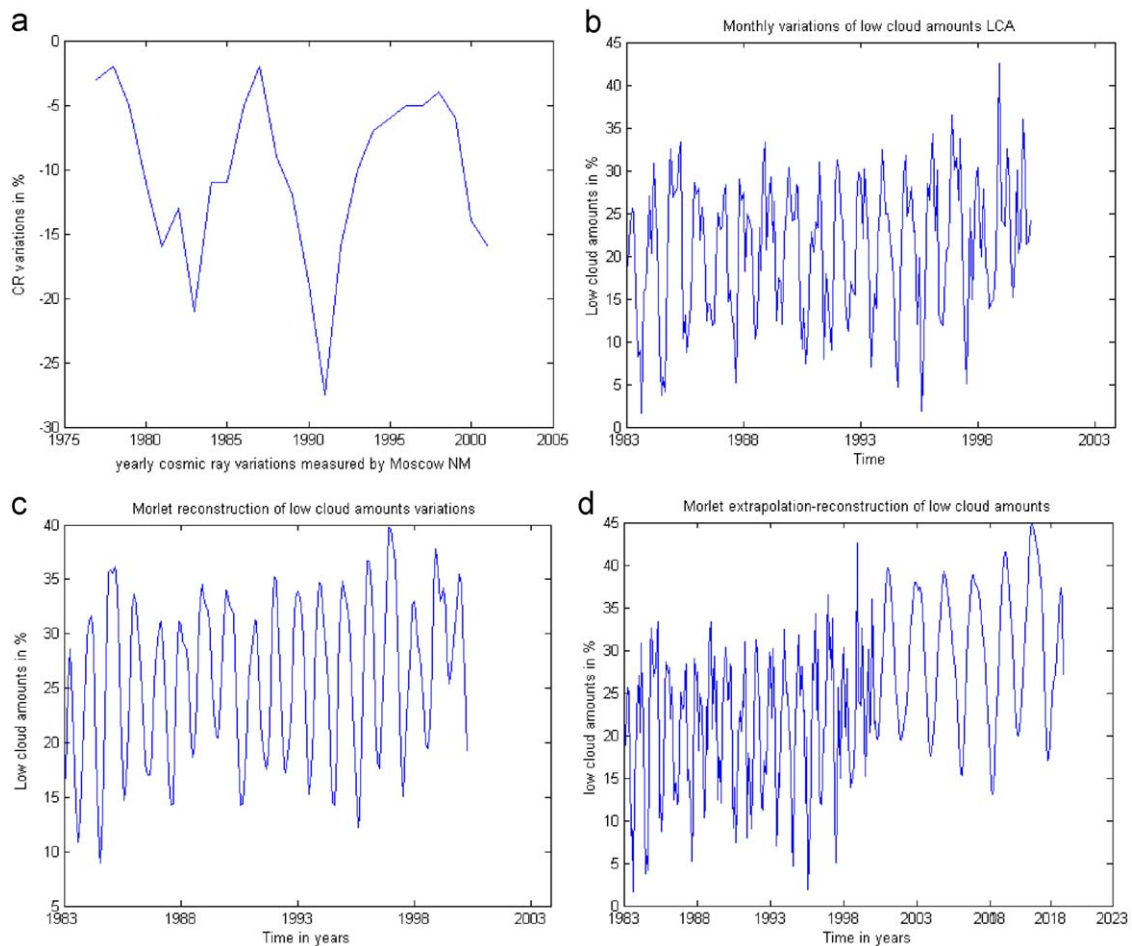 a
0
-5
-10
-15
-20
-25
-30
CR variations in %
1975 1980 1985 1990 1995 2000 2005
yearly cosmic ray variations measured by Moscow NM
b
Monthly variations of low cloud amounts LCA
45
40
35
30
25
20
15
10
5
0
Low cloud amounts in %
1983 1988 1993 1998 2003
Time
c
Morlet reconstruction of low cloud amounts variations
40
35
30
25
20
15
10
5
Low cloud amounts in %
1983 1988 1993 1998 2003
Time in years
d
Morlet extrapolation-reconstruction of low cloud amounts
45
40
35
30
25
20
15
10
5
0
low cloud amounts in %
1983 1988 1993 1998 2003 2008 2018 2023
Time in years